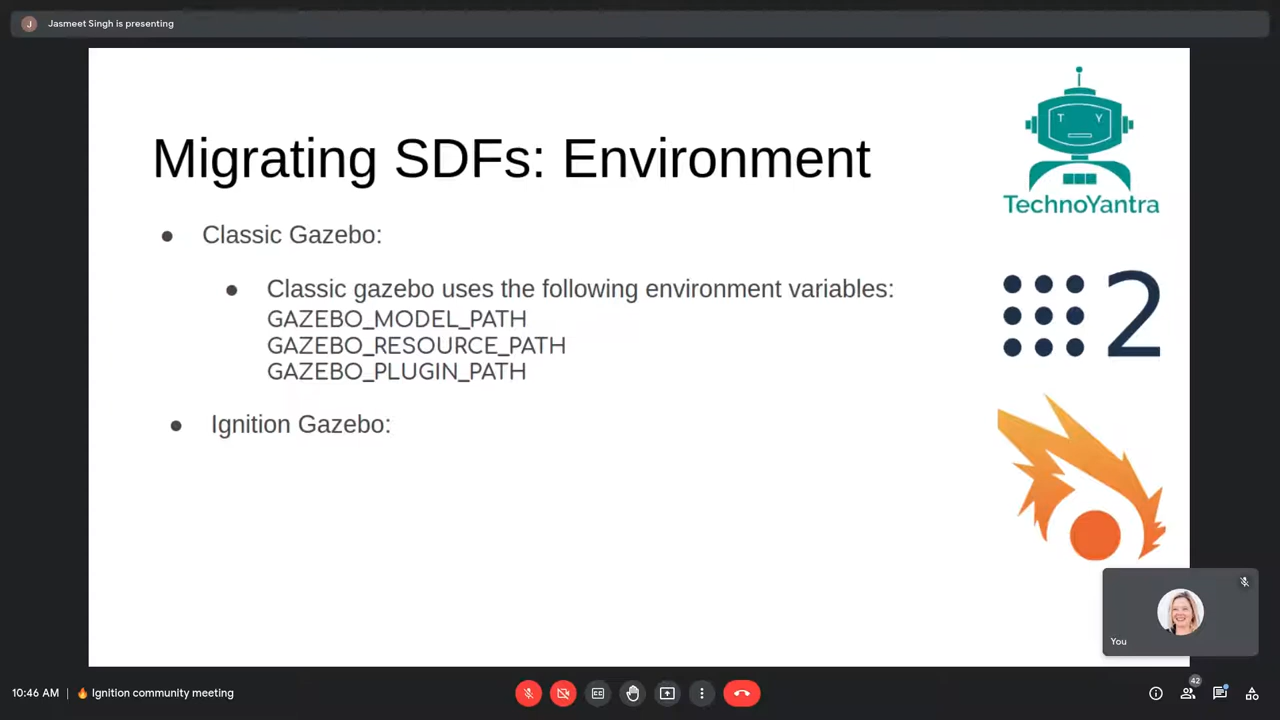 J Jasmeet Singh is presenting
Migrating SDFs: Environment
● Classic Gazebo:
● Classic gazebo uses the following environment variables:
GAZEBO_MODEL_PATH
GAZEBO_RESOURCE_PATH
GAZEBO_PLUGIN_PATH
● Ignition Gazebo:
T Y
TechnoYantra
2
You
10:46 AM | 🔥 Ignition community meeting
CC
42